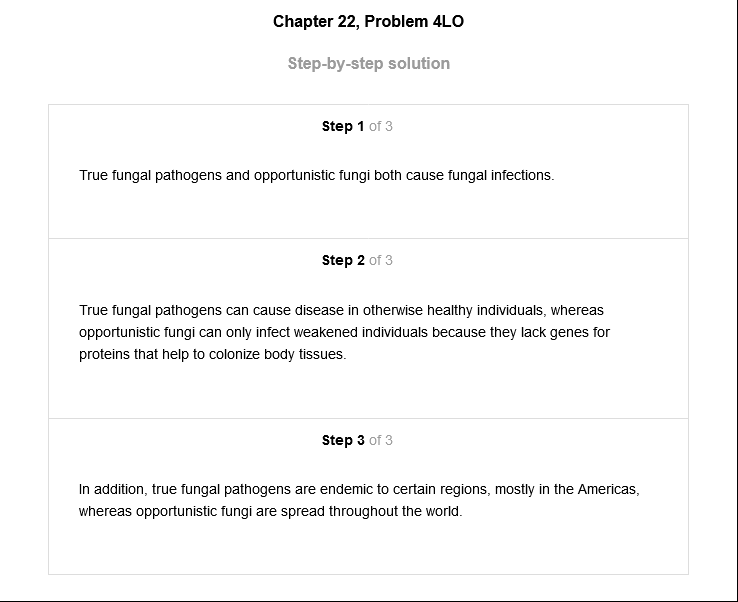 Chapter 22, Problem 4LO
Step-by-step solution
Step 1 of 3
True fungal pathogens and opportunistic fungi both cause fungal infections.
Step 2 of 3
True fungal pathogens can cause disease in otherwise healthy individuals, whereas
opportunistic fungi can only infect weakened individuals because they lack genes for
proteins that help to colonize body tissues.
Step 3 of 3
In addition, true fungal pathogens are endemic to certain regions, mostly in the Americas,
whereas opportunistic fungi are spread throughout the world.